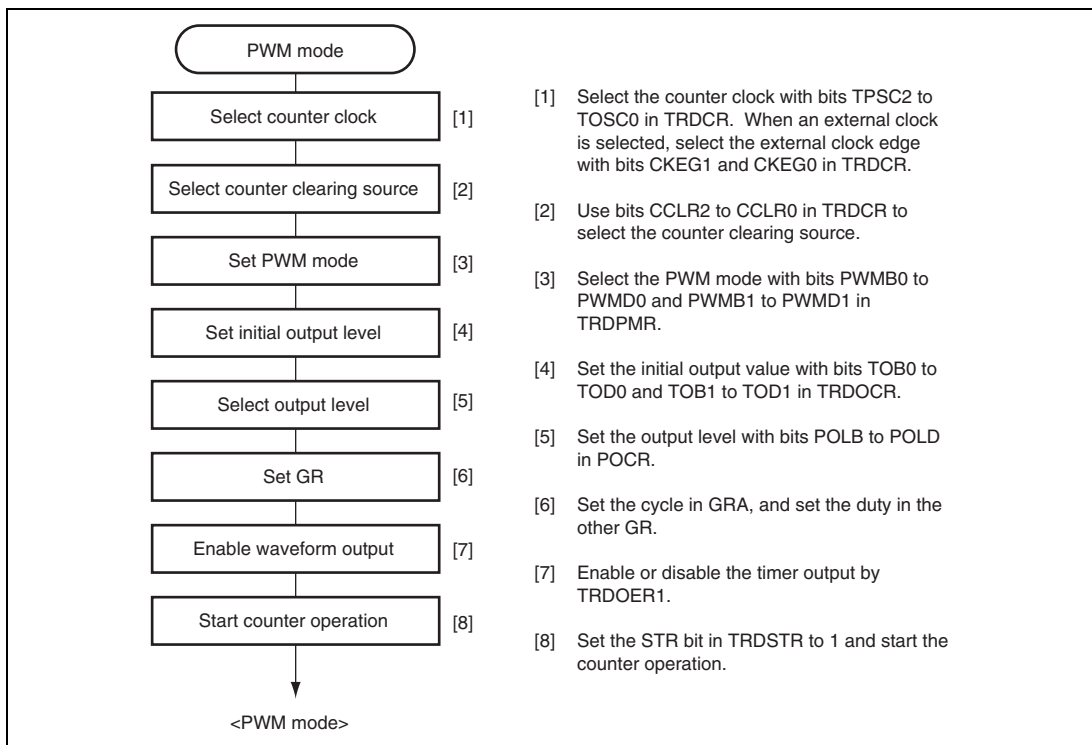 PWM mode
Select counter clock [1]
Select counter clearing source [2]
Set PWM mode [3]
Set initial output level [4]
Select output level [5]
Set GR [6]
Enable waveform output [7]
Start counter operation [8]
<PWM mode>
[1] Select the counter clock with bits TPSC2 to
TOSC0 in TRDCR. When an external clock
is selected, select the external clock edge
with bits CKEG1 and CKEG0 in TRDCR.
[2] Use bits CCLR2 to CCLR0 in TRDCR to
select the counter clearing source.
[3] Select the PWM mode with bits PWMB0 to
PWMD0 and PWMB1 to PWMD1 in
TRDPMR.
[4] Set the initial output value with bits TOB0 to
TOD0 and TOB1 to TOD1 in TRDOCR.
[5] Set the output level with bits POLB to POLD
in POCR.
[6] Set the cycle in GRA, and set the duty in the
other GR.
[7] Enable or disable the timer output by
TRDOER1.
[8] Set the STR bit in TRDSTR to 1 and start the
counter operation.